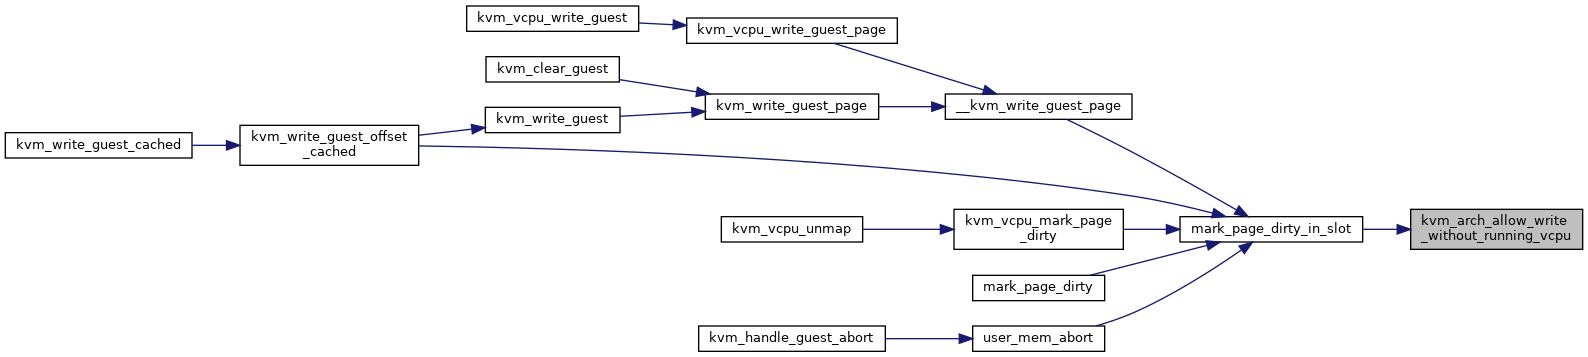 kvm_vcpu_write_guest
kvm_vcpu_write_guest_page
kvm_clear_guest
kvm_write_guest_page
__kvm_write_guest_page
kvm_write_guest
kvm_write_guest_offset
_cached
kvm_write_guest_cached
kvm_vcpu_unmap
kvm_vcpu_mark_page
_dirty
mark_page_dirty_in_slot
kvm_arch_allow_write
_without_running_vcpu
mark_page_dirty
kvm_handle_guest_abort
user_mem_abort